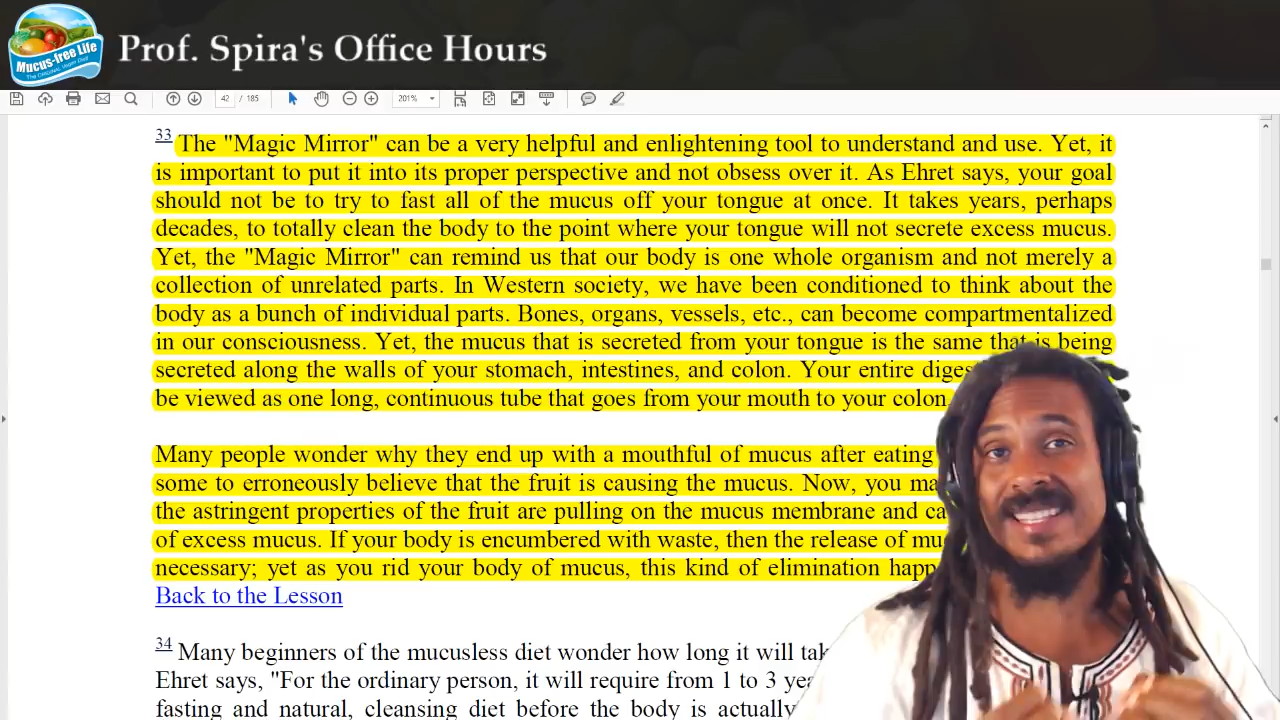 Mucus-free Life
The ORIGINAL Vegan Diet!
Prof. Spira's Office Hours
42 / 185
201%
33 The "Magic Mirror" can be a very helpful and enlightening tool to understand and use. Yet, it
is important to put it into its proper perspective and not obsess over it. As Ehret says, your goal
should not be to try to fast all of the mucus off your tongue at once. It takes years, perhaps
decades, to totally clean the body to the point where your tongue will not secrete excess mucus.
Yet, the "Magic Mirror" can remind us that our body is one whole organism and not merely a
collection of unrelated parts. In Western society, we have been conditioned to think about the
body as a bunch of individual parts. Bones, organs, vessels, etc., can become compartmentalized
in our consciousness. Yet, the mucus that is secreted from your tongue is the same that is being
secreted along the walls of your stomach, intestines, and colon. Your entire diges
be viewed as one long, continuous tube that goes from your mouth to your colon.
Many people wonder why they end up with a mouthful of mucus after eating
some to erroneously believe that the fruit is causing the mucus. Now, you ma
the astringent properties of the fruit are pulling on the mucus membrane and ca
of excess mucus. If your body is encumbered with waste, then the release of mu
necessary; yet as you rid your body of mucus, this kind of elimination happ
Back to the Lesson
34 Many beginners of the mucusless diet wonder how long it will tak
Ehret says, "For the ordinary person, it will require from 1 to 3 yea
fasting and natural, cleansing diet before the body is actually